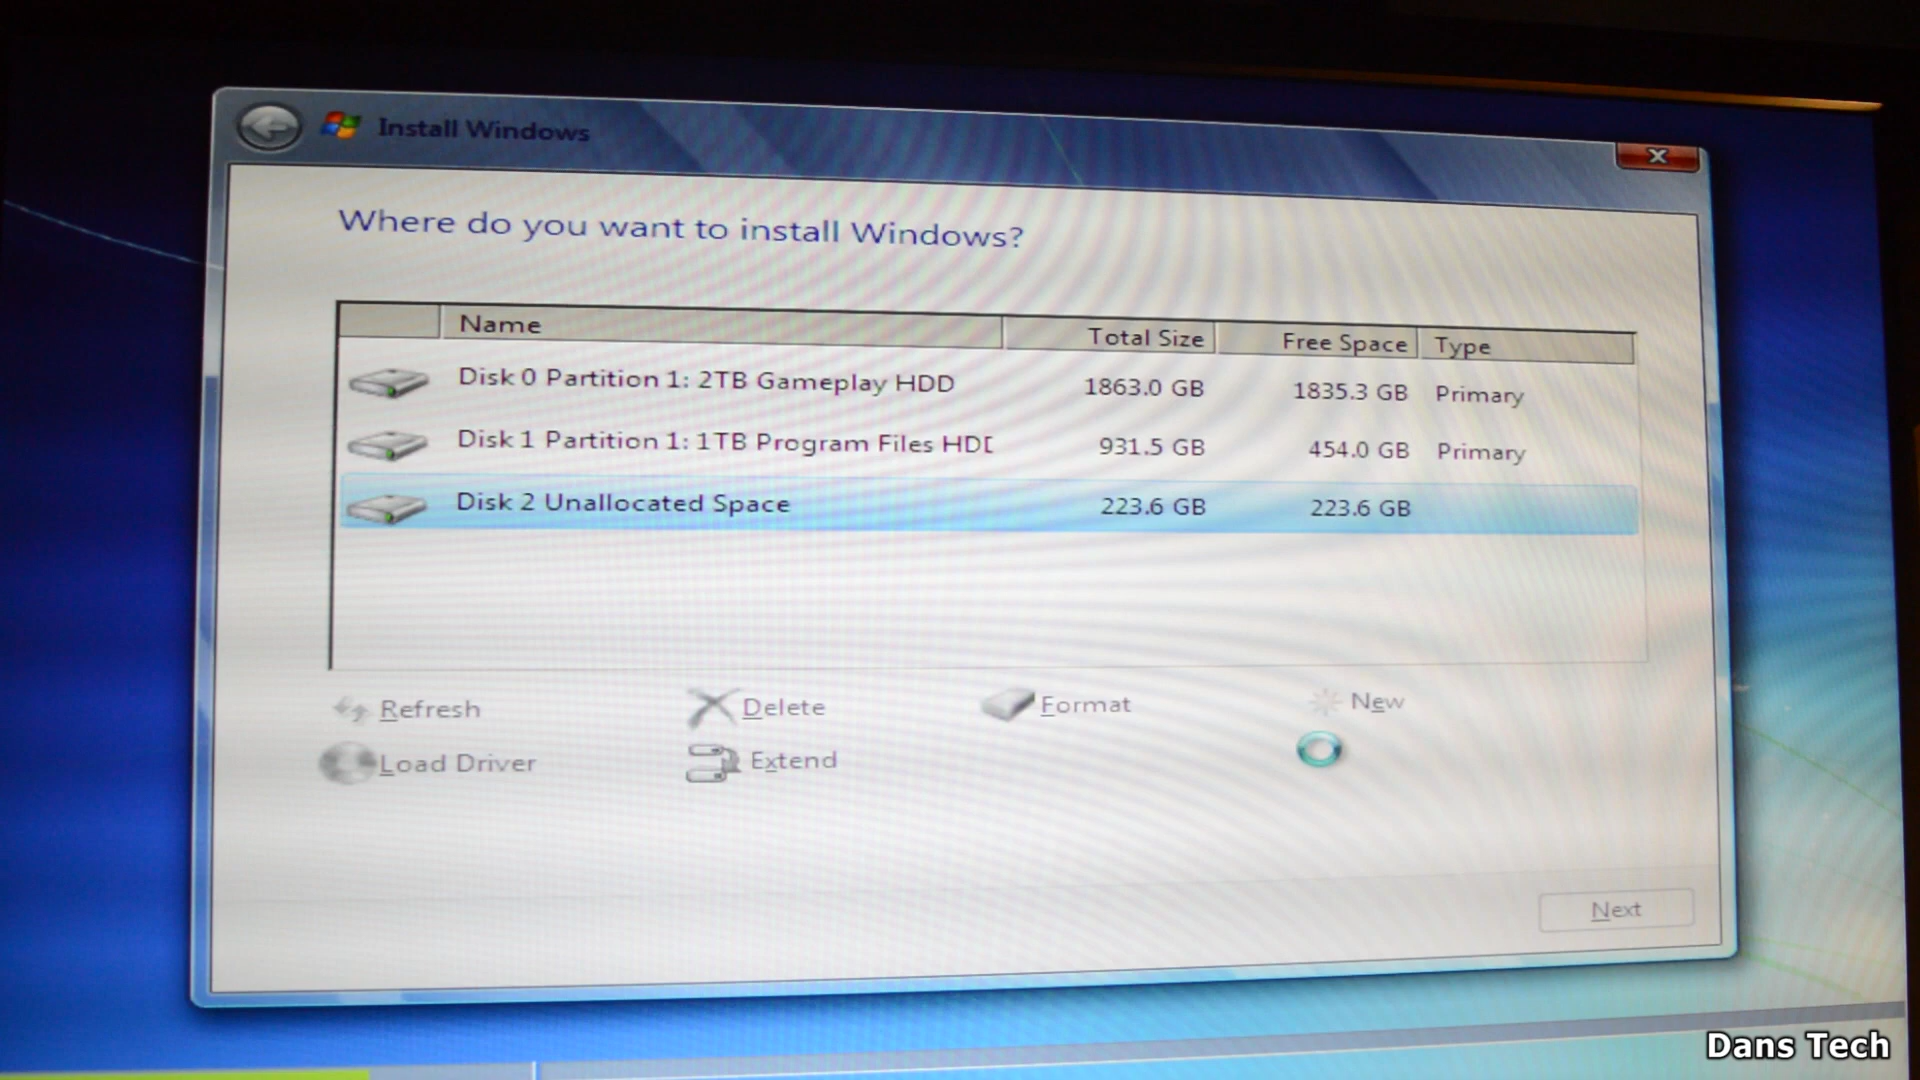 Install Windows
x
Where do you want to install Windows?
Name Total Size Free Space Type
Disk 0 Partition 1: 2TB Gameplay HDD 1863.0 GB 1835.3 GB Primary
Disk 1 Partition 1: 1TB Program Files HD 931.5 GB 454.0 GB Primary
Disk 2 Unallocated Space 223.6 GB 223.6 GB
Refresh Delete Format New
Load Driver Extend
Next
Dans Tech